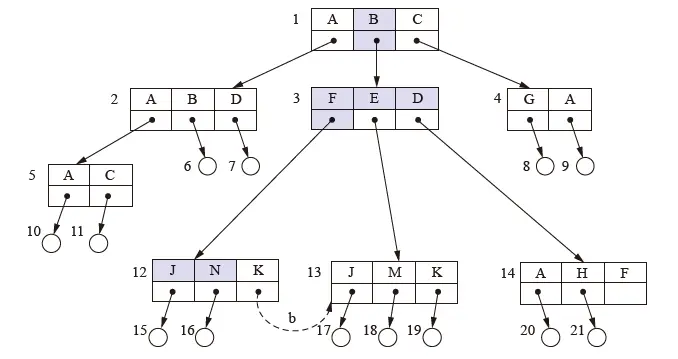 1 A B C
2 A B D 3 F E D 4 G A
6 7 8 9
5 A C
10 11
12 J N K 13 J M K 14 A H F
b
15 16 17 18 19 20 21